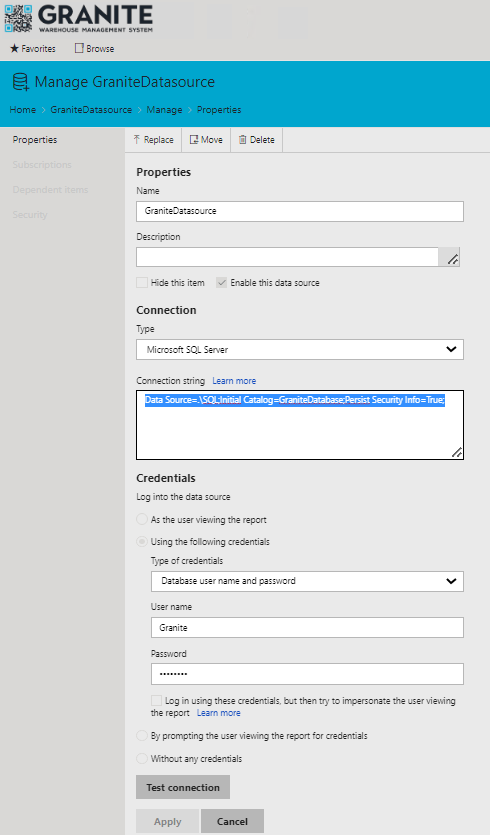 GRANITE
WAREHOUSE MANAGEMENT SYSTEM
Favorites Browse
Manage GraniteDatasource
Home > GraniteDatasource > Manage > Properties
Properties
Subscriptions
Dependent Items
Security
Replace Move Delete
Properties
Name
GraniteDatasource
Description
Hide this item Enable this data source
Connection
Type
Microsoft SQL Server
Connection string Learn more
Data Source=.\SQL;Initial Catalog=GraniteDatabase;Persist Security Info=True;
Credentials
Log into the data source
As the user viewing the report
Using the following credentials
Type of credentials
Database user name and password
User name
Granite
Password
••••••••
Log in using these credentials, but then try to impersonate the user viewing
the report Learn more
By prompting the user viewing the report for credentials
Without any credentials
Test connection
Apply Cancel